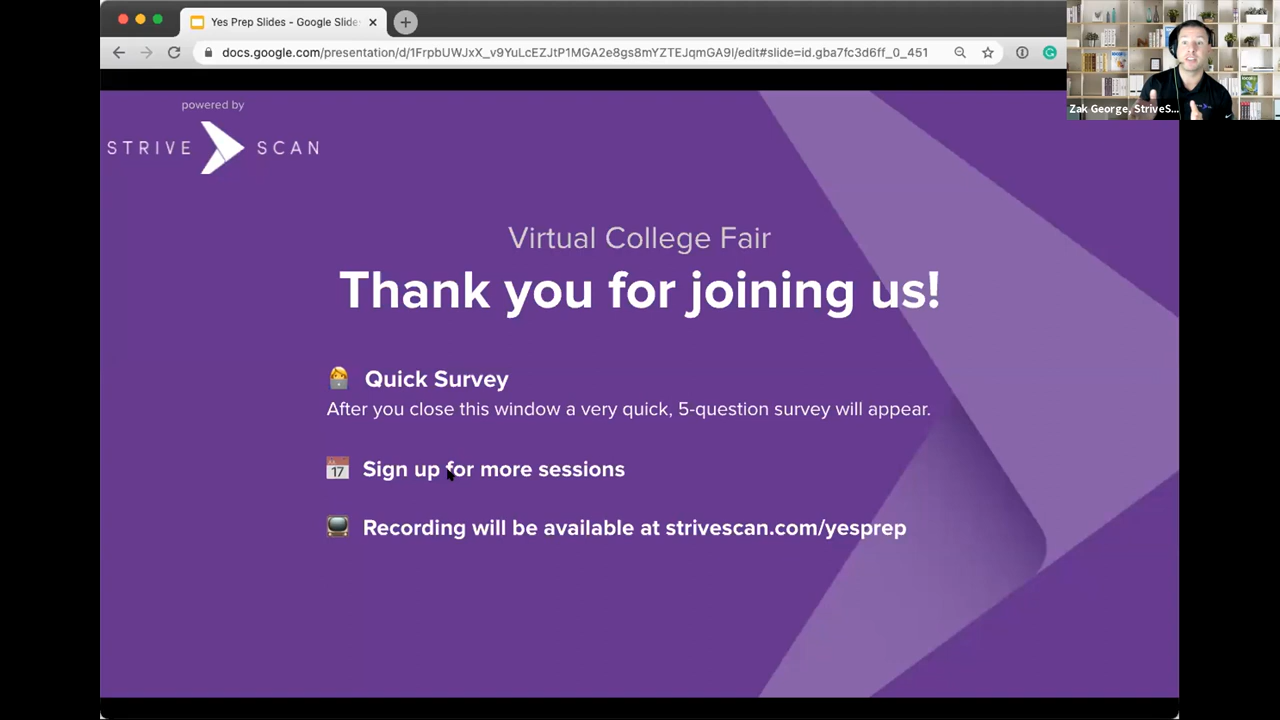 Yes Prep Slides - Google Slide
docs.google.com/presentation/d/1FrpbUWJxX_v9YuLcEZJtP1MGA2e8gs8mYZTEJqmGA9I/edit#slide=id.gba7fc3d6ff_0_451
Zak George, StriveS...
powered by
STRIVE SCAN
Virtual College Fair
Thank you for joining us!
Quick Survey
After you close this window a very quick, 5-question survey will appear.
17
Sign up for more sessions
Recording will be available at strivescan.com/yesprep